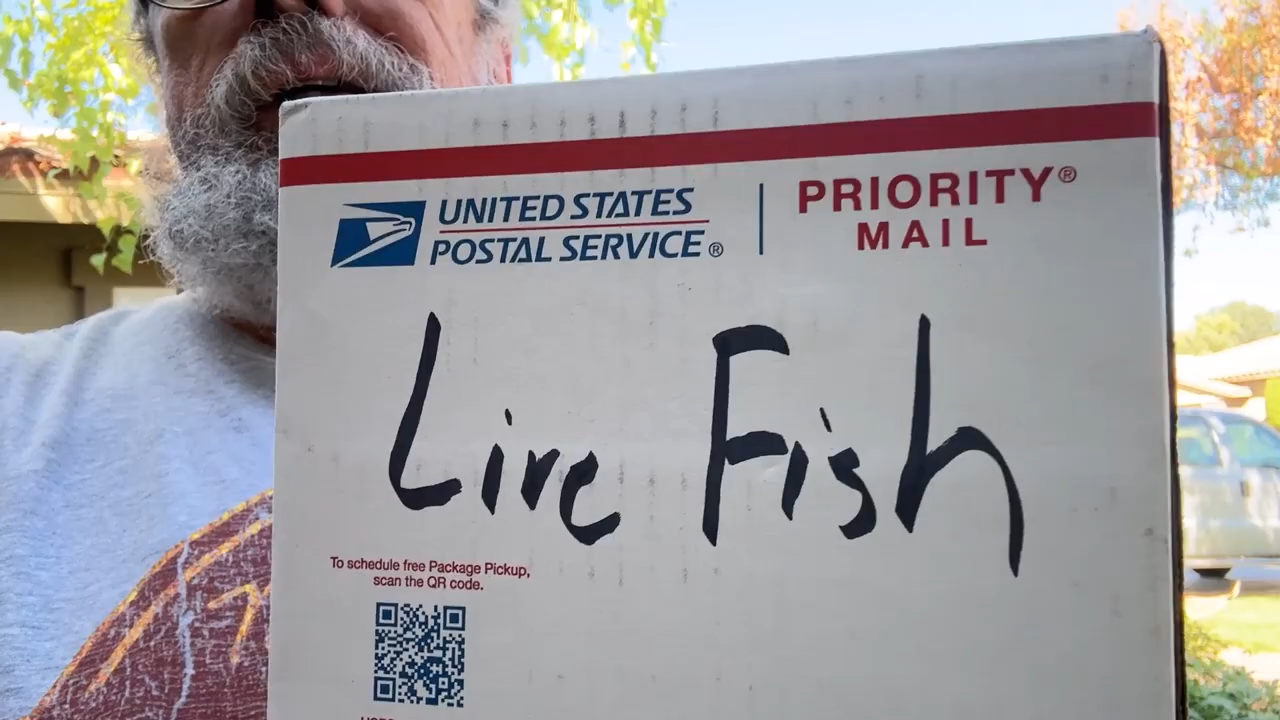 UNITED STATES
POSTAL SERVICE®
PRIORITY®
MAIL
Live Fish
To schedule free Package Pickup,
scan the QR code.